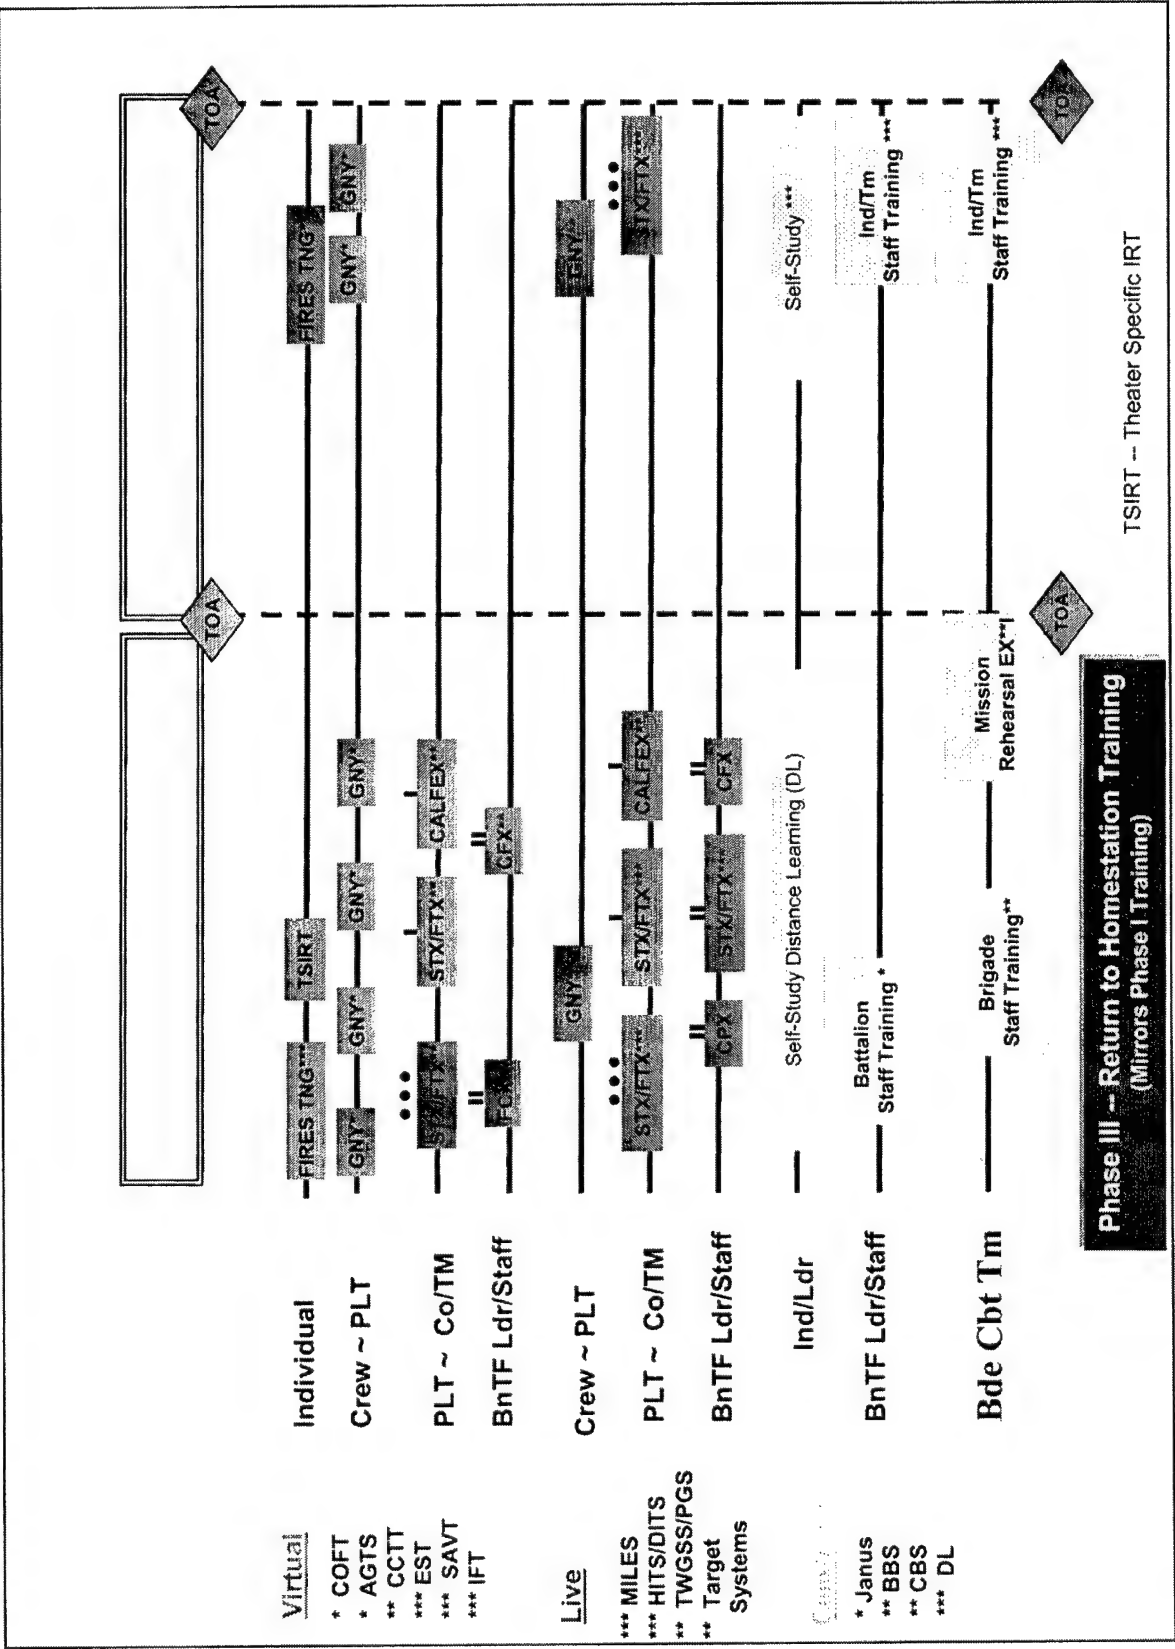 TOA
TOA
Virtual
* COFT
* AGTS
** CCTT
*** EST
*** SAVT
*** IFT
Individual
FIRES TNG***
TSIRT
FIRES TNG**
Crew ~ PLT
GNY*
GNY*
GNY*
GNY*
GNY*
GNY*
PLT ~ Co/TM
STX/FTX**
STX/FTX**
CALFEX**
BnTF Ldr/Staff
CFX**
Live
*** MILES
*** HITS/DITS
** TWGSS/PGS
** Target
Systems
Crew ~ PLT
GNY**
GNY**
PLT ~ Co/TM
STX/FTX***
STX/FTX***
CALFEX**
STX/FTX***
BnTF Ldr/Staff
CPX
STX/FTX***
CFX
Ind/Ldr
Self-Study Distance Learning (DL)
Self-Study ***
* Janus
** BBS
** CBS
*** DL
BnTF Ldr/Staff
Battalion
Staff Training *
Ind/Tm
Staff Training ***
Bde Cbt Tm
Brigade
Staff Training**
Mission
Rehearsal EX**
Ind/Tm
Staff Training ***
TOA
TOA
Phase III -- Return to Homestation Training
(Mirrors Phase I Training)
TSIRT -- Theater Specific IRT